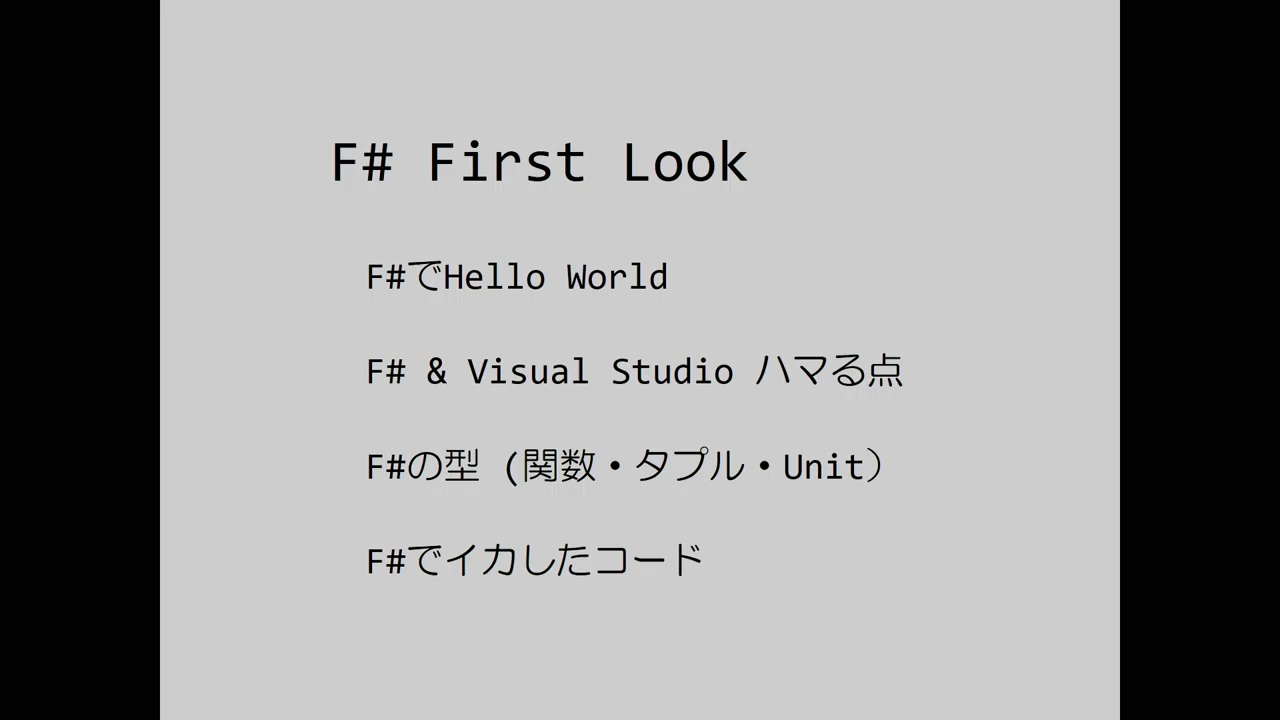 F# First Look
F#でHello World
F# & Visual Studio ハマる点
F#の型 (関数・タプル・Unit）
F#でイカしたコード